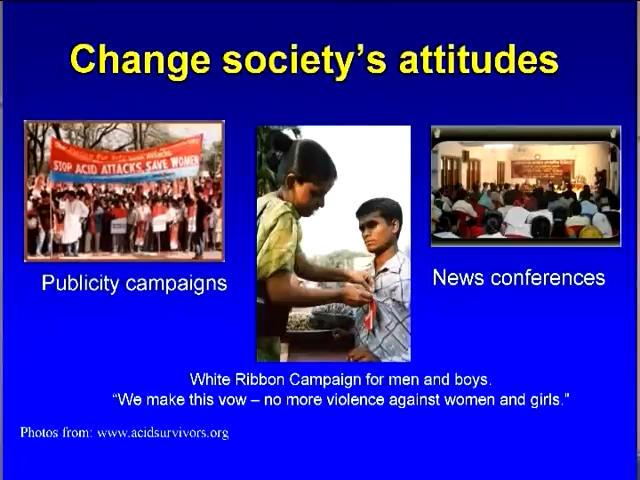 Change society's attitudes
STOP ACID ATTACKS, SAVE WOMEN
Publicity campaigns
News conferences
White Ribbon Campaign for men and boys.
“We make this vow – no more violence against women and girls.”
Photos from: www.acidsurvivors.org